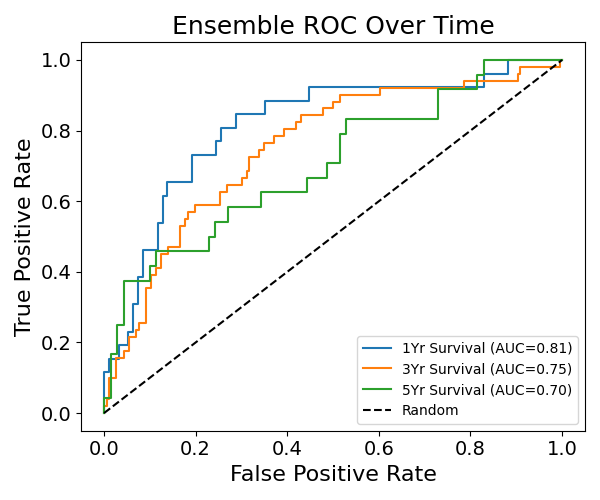 Ensemble ROC Over Time
True Positive Rate
1.0
0.8
0.6
0.4
0.2
0.0
0.0 0.2 0.4 0.6 0.8 1.0
False Positive Rate
1Yr Survival (AUC=0.81)
3Yr Survival (AUC=0.75)
5Yr Survival (AUC=0.70)
Random